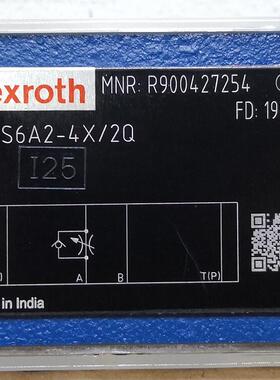 exroth
MNR: R900427254
FD: 19
S6A2-4X/2Q
I25
A
B
T(P)
in India